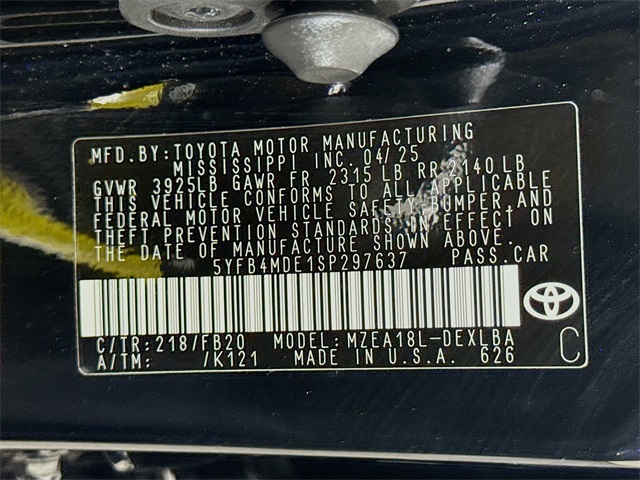 MFD.BY:TOYOTA MOTOR MANUFACTURING
MISSISSIPPI INC. 04/25
GVWR 3925LB GAWR FR 2315 LB RR 2140 LB
THIS VEHICLE CONFORMS TO ALL APPLICABLE
FEDERAL MOTOR VEHICLE SAFETY, BUMPER AND
THEFT PREVENTION STANDARDS IN EFFECT ON
THE DATE OF MANUFACTURE SHOWN ABOVE.
5YFB4MDE1SP297637 PASS.CAR
C/TR:218/FB20 MODEL:MZEA18L-DEXLBA
A/TM: /K121 MADE IN U.S.A. 626
C